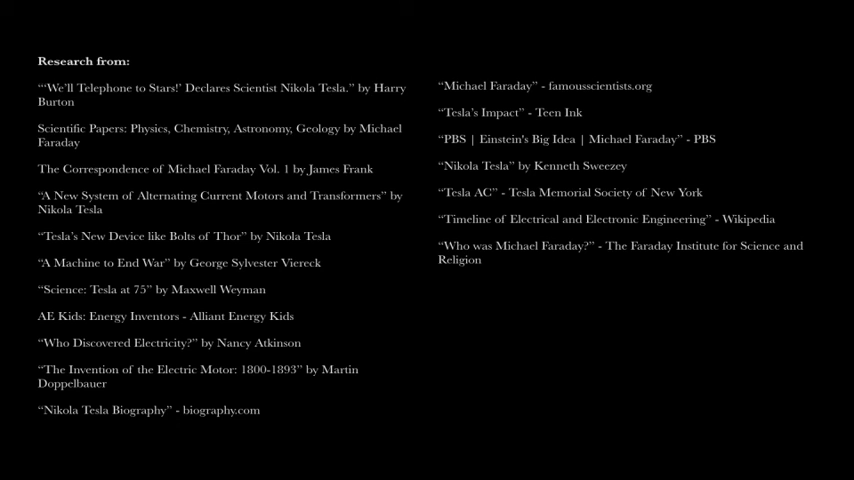 Research from:
“‘We’ll Telephone to Stars!’ Declares Scientist Nikola Tesla.” by Harry
Burton
Scientific Papers: Physics, Chemistry, Astronomy, Geology by Michael
Faraday
The Correspondence of Michael Faraday Vol. 1 by James Frank
“A New System of Alternating Current Motors and Transformers” by
Nikola Tesla
“Tesla’s New Device like Bolts of Thor” by Nikola Tesla
“A Machine to End War” by George Sylvester Viereck
“Science: Tesla at 75” by Maxwell Weyman
AE Kids: Energy Inventors - Alliant Energy Kids
“Who Discovered Electricity?” by Nancy Atkinson
“The Invention of the Electric Motor: 1800-1893” by Martin
Doppelbauer
“Nikola Tesla Biography” - biography.com
“Michael Faraday” - famousscientists.org
“Tesla’s Impact” - Teen Ink
“PBS | Einstein's Big Idea | Michael Faraday” - PBS
“Nikola Tesla” by Kenneth Sweezey
“Tesla AC” - Tesla Memorial Society of New York
“Timeline of Electrical and Electronic Engineering” - Wikipedia
“Who was Michael Faraday?” - The Faraday Institute for Science and
Religion